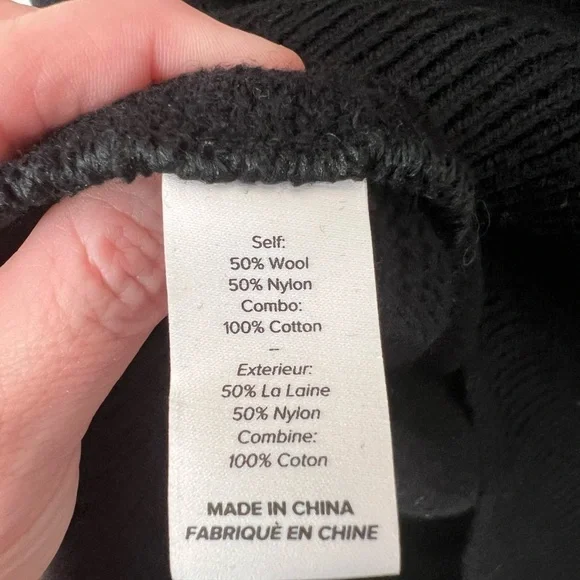 Self:
50% Wool
50% Nylon
Combo:
100% Cotton
–
Exterieur:
50% La Laine
50% Nylon
Combine:
100% Coton
MADE IN CHINA
FABRIQUÈ EN CHINE